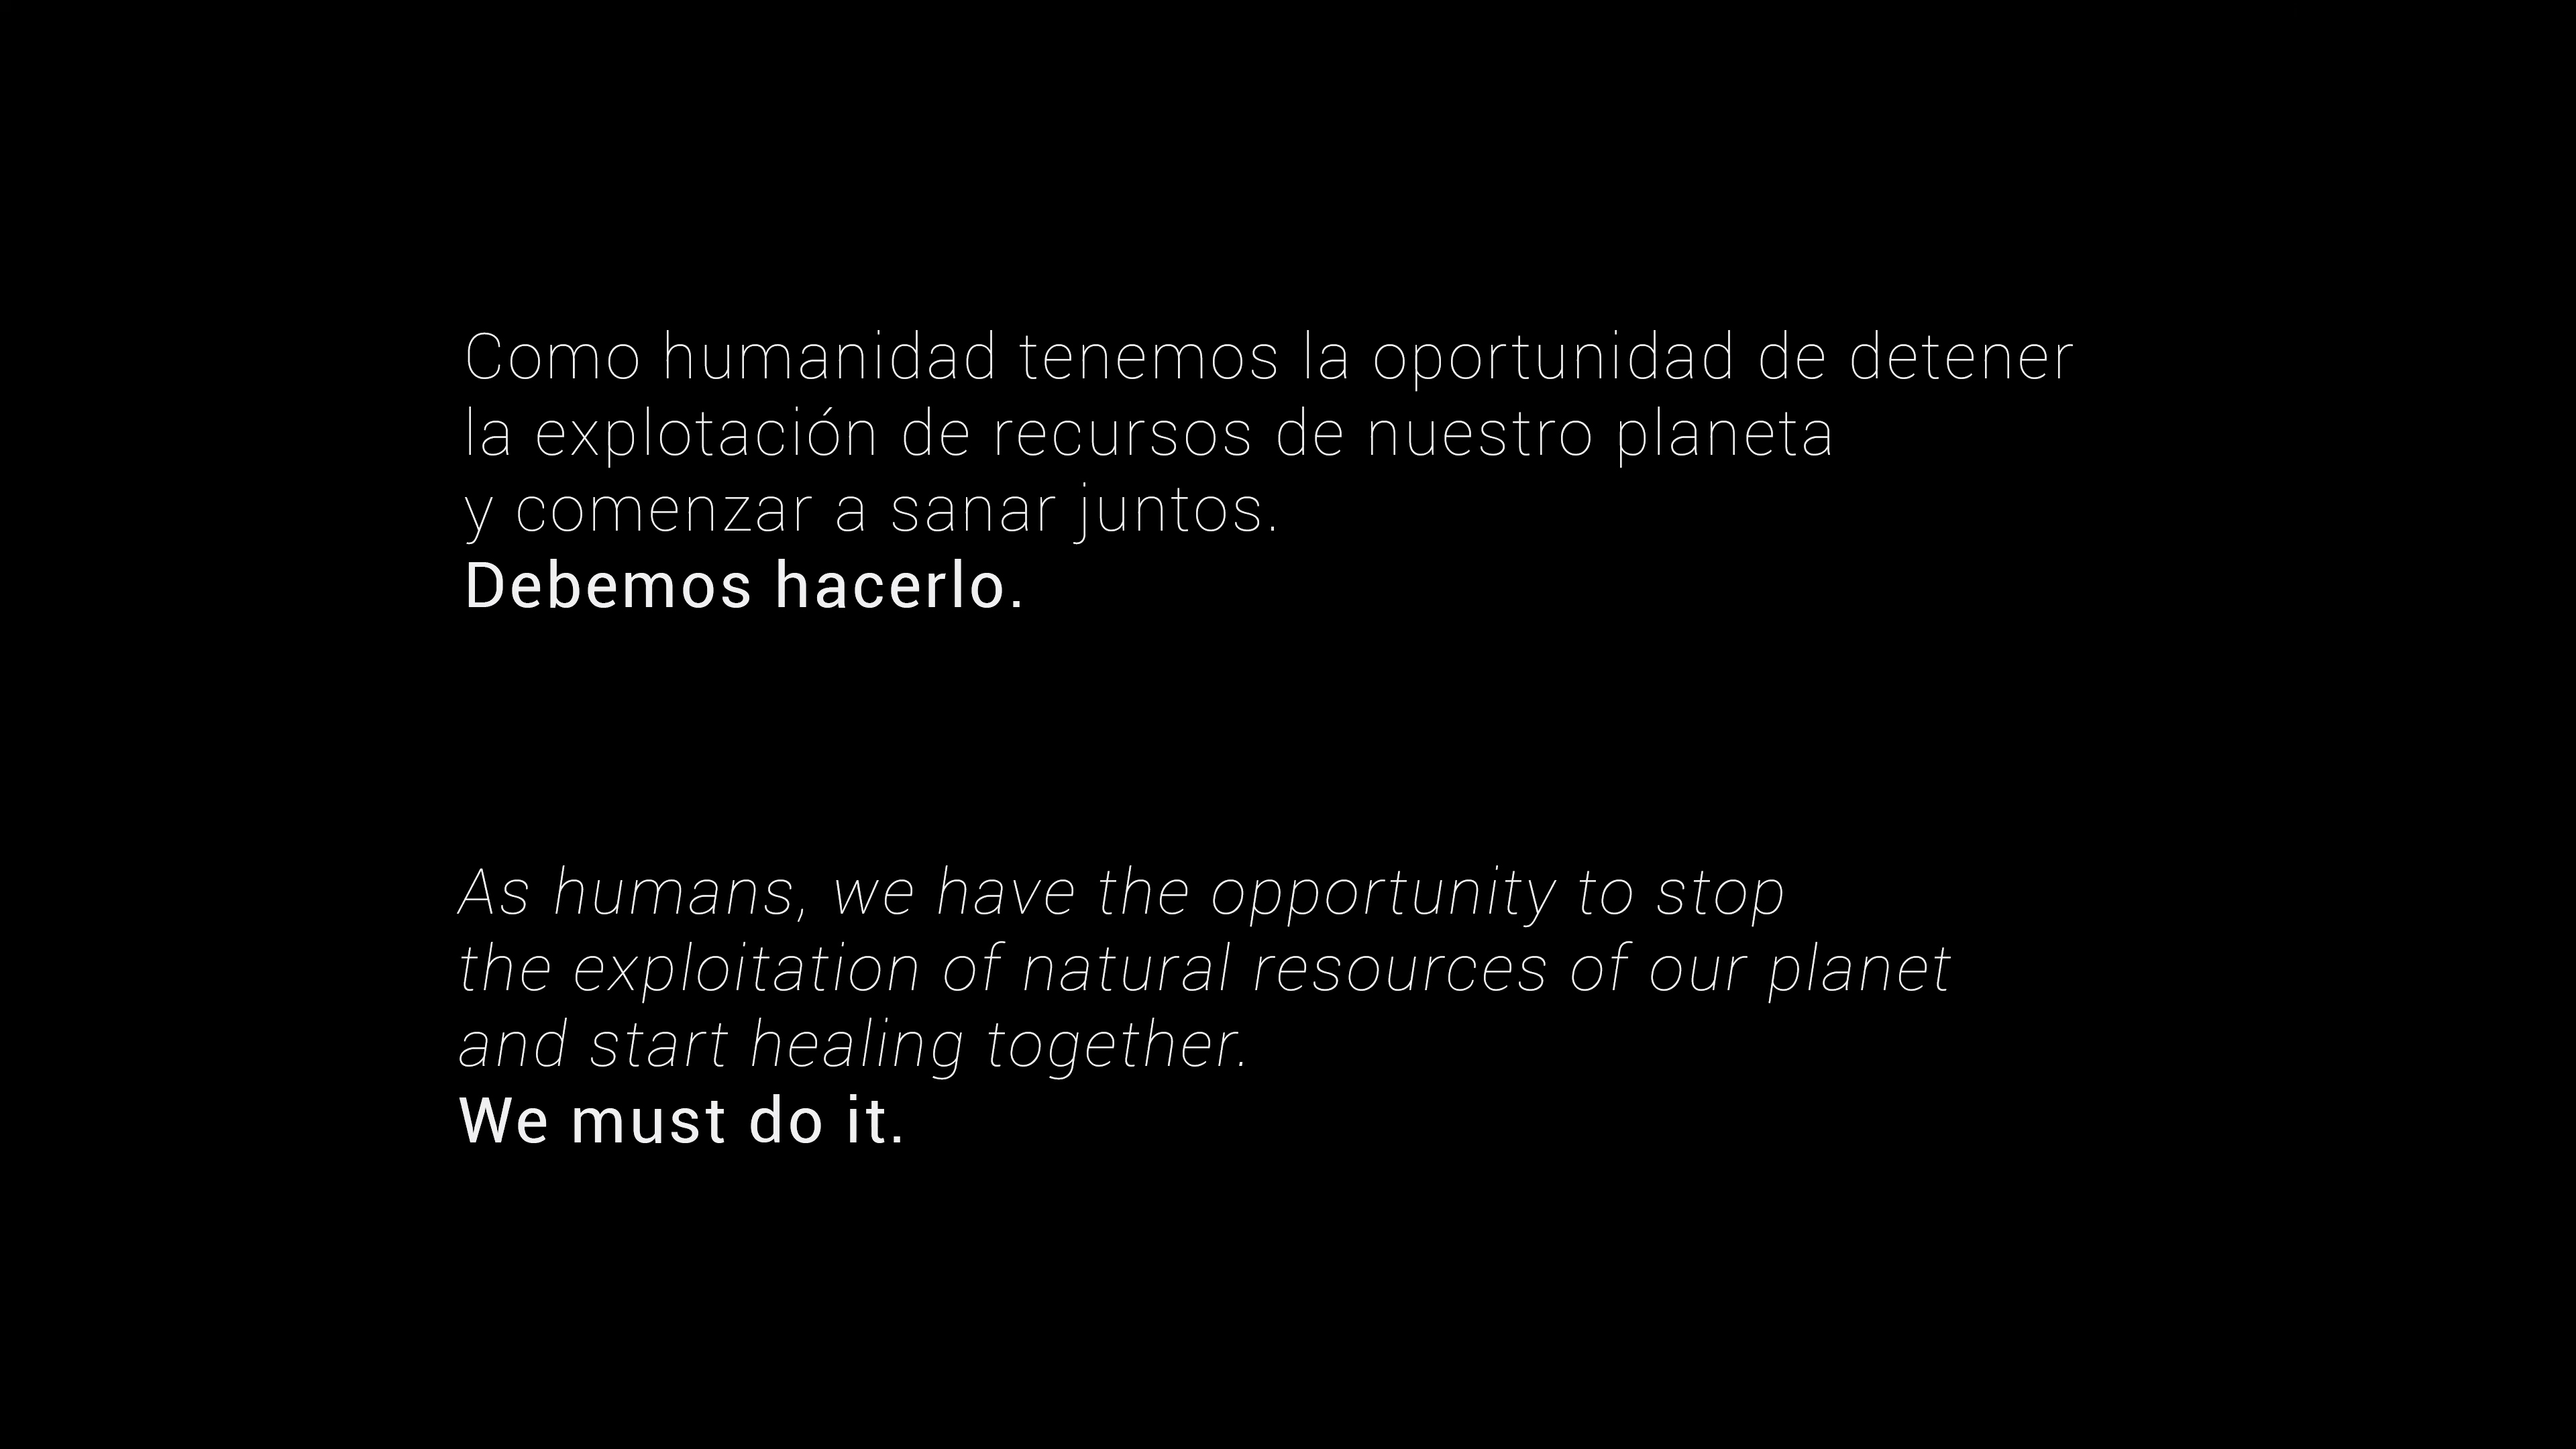 Como humanidad tenemos la oportunidad de detener
la explotación de recursos de nuestro planeta
y comenzar a sanar juntos.
Debemos hacerlo.
As humans, we have the opportunity to stop
the exploitation of natural resources of our planet
and start healing together.
We must do it.